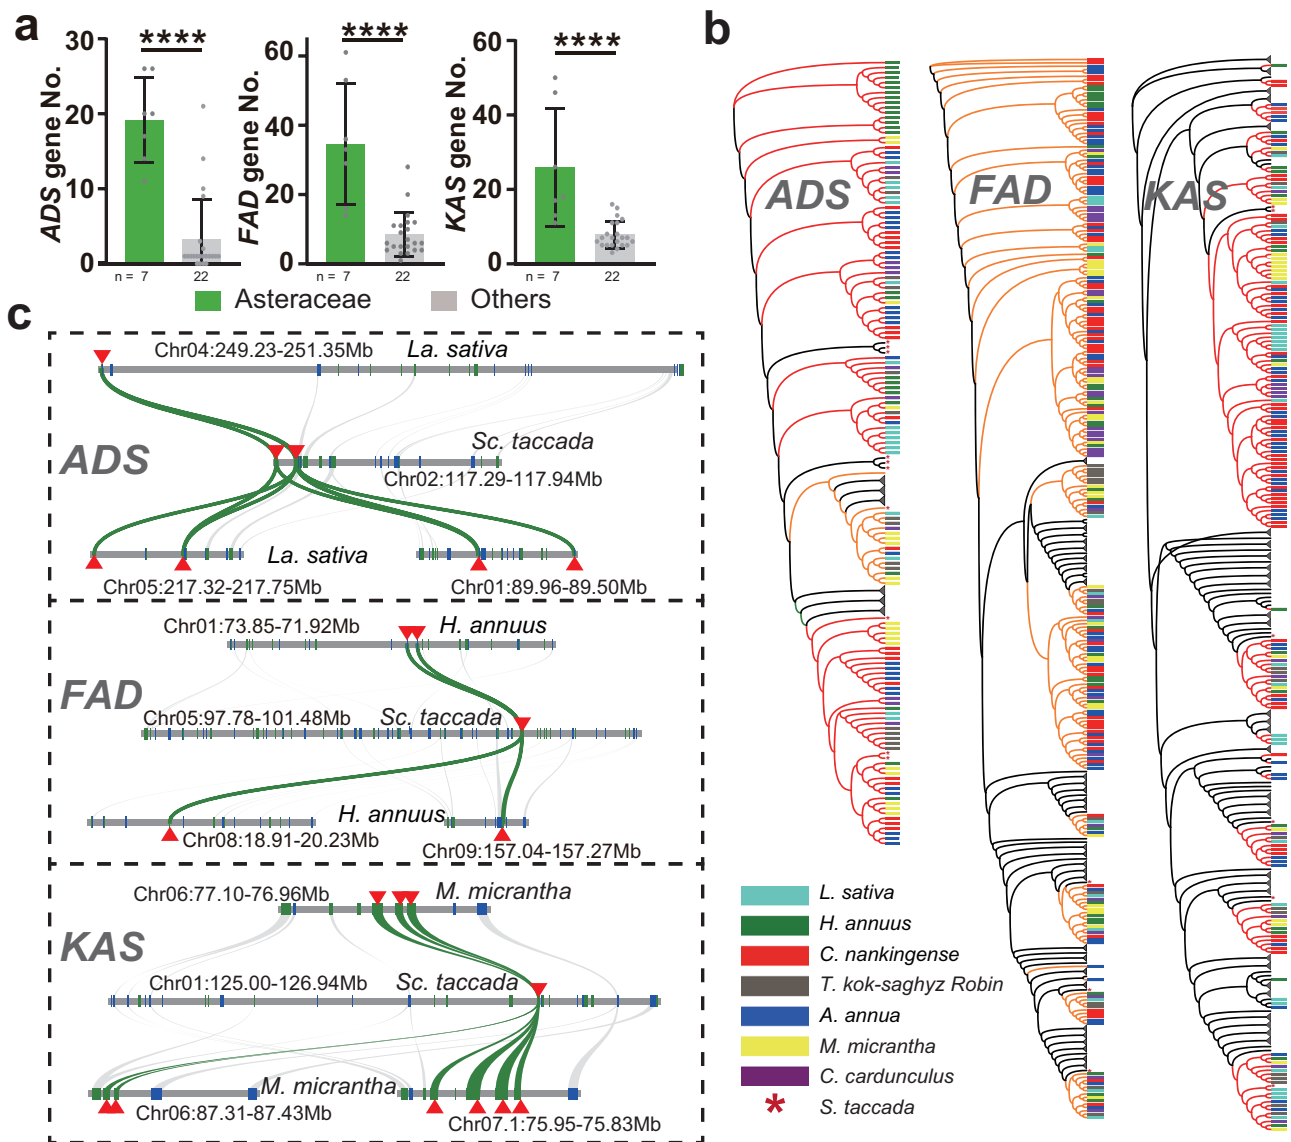 a
ADS gene No.
30
20
10
0
****
n = 7
22
FAD gene No.
60
40
20
0
****
n = 7
22
KAS gene No.
60
40
20
0
****
n = 7
22
Asteraceae
Others
b
ADS
FAD
KAS
L. sativa
H. annuus
C. nankingense
T. kok-saghyz Robin
A. annua
M. micrantha
C. cardunculus
* S. taccada
c
Chr04:249.23-251.35Mb
La. sativa
ADS
Sc. taccada
Chr02:117.29-117.94Mb
La. sativa
Chr05:217.32-217.75Mb
Chr01:89.96-89.50Mb
Chr01:73.85-71.92Mb
H. annuus
FAD
Chr05:97.78-101.48Mb
Sc. taccada
H. annuus
Chr08:18.91-20.23Mb
Chr09:157.04-157.27Mb
Chr06:77.10-76.96Mb
M. micrantha
KAS
Chr01:125.00-126.94Mb
Sc. taccada
M. micrantha
Chr06:87.31-87.43Mb
Chr07.1:75.95-75.83Mb